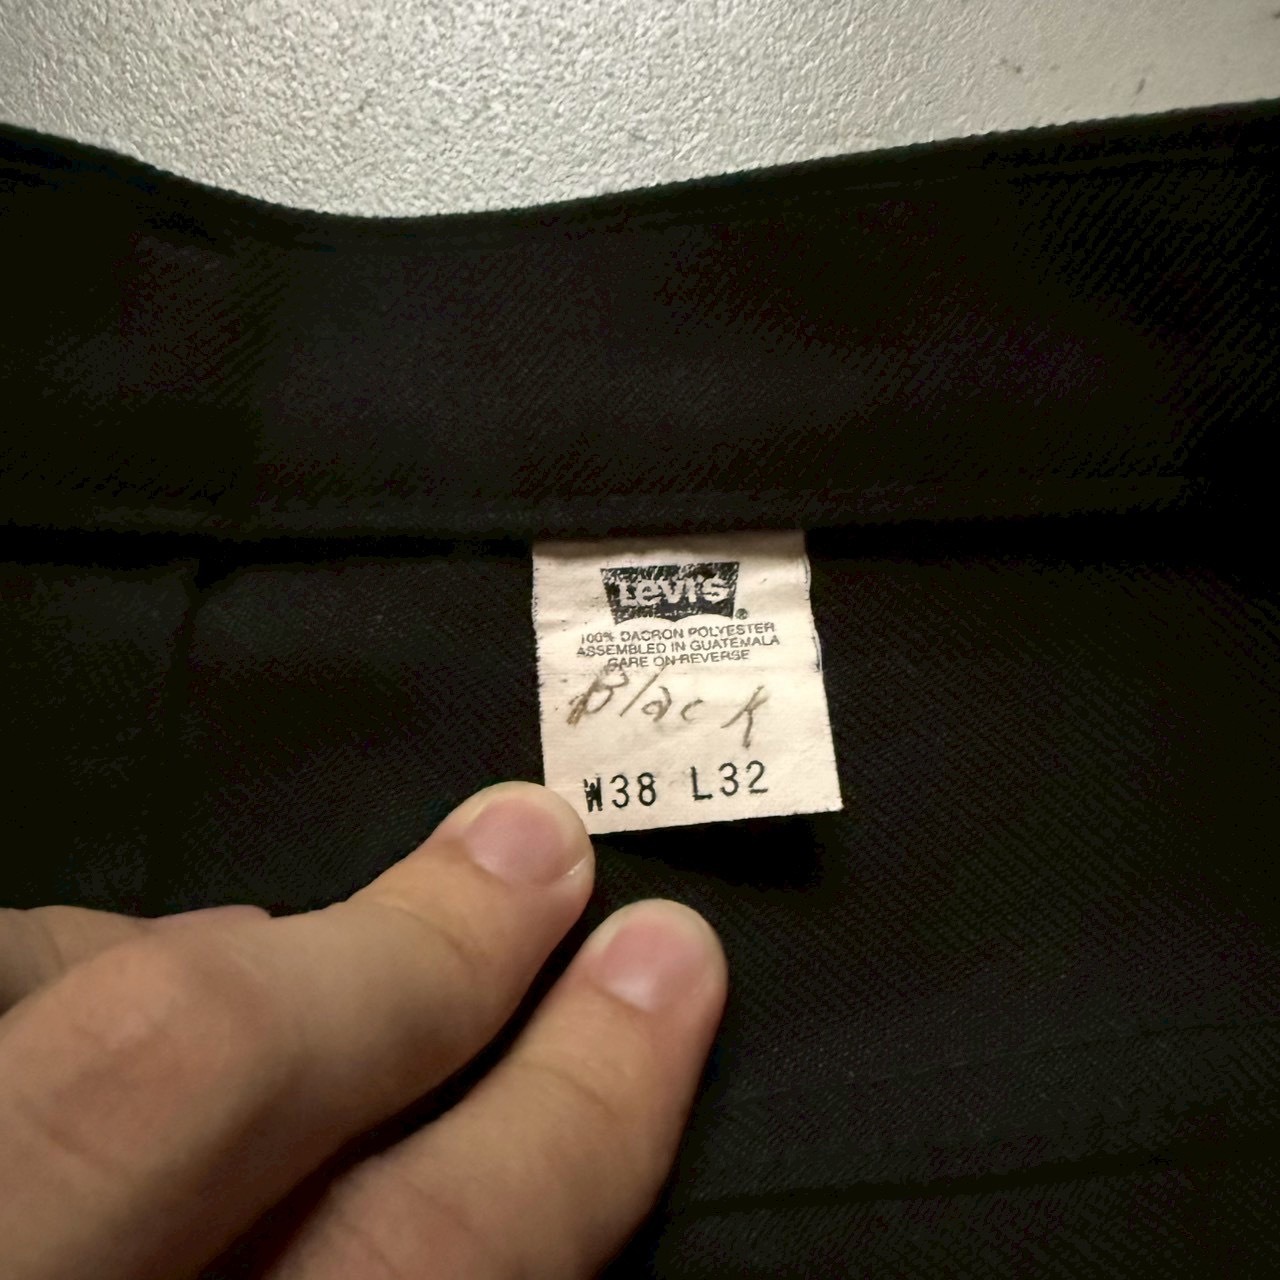 Levi's®
100% DACRON POLYESTER
ASSEMBLED IN GUATEMALA
CARE ON REVERSE
Black
W38 L32